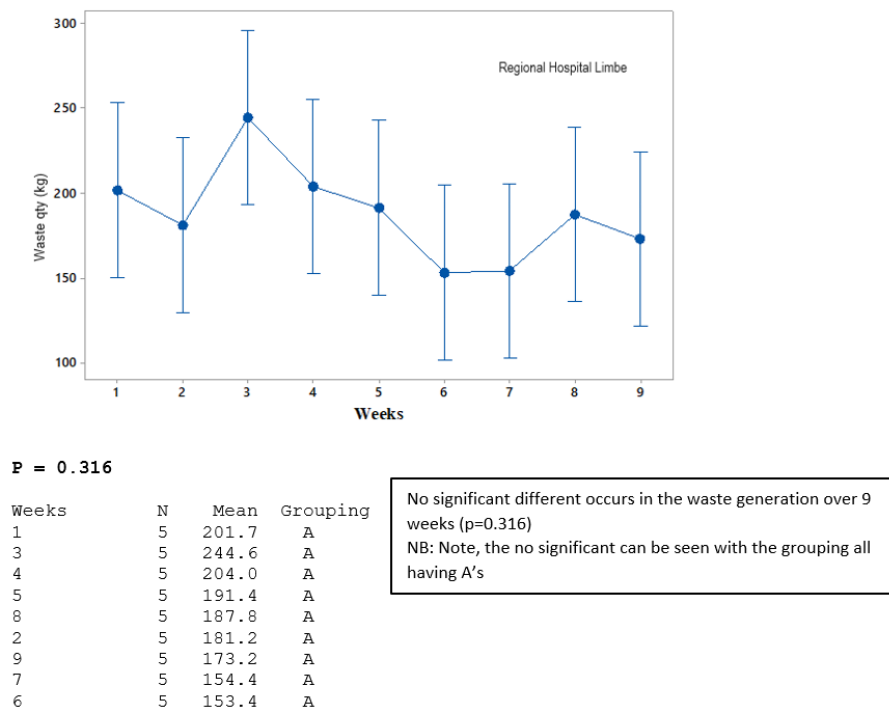 300
250
200
150
100
Waste qty (kg)
Regional Hospital Limbe
1 2 3 4 5 6 7 8 9
Weeks
P = 0.316
Weeks N Mean Grouping
1 5 201.7 A
3 5 244.6 A
4 5 204.0 A
5 5 191.4 A
8 5 187.8 A
2 5 181.2 A
9 5 173.2 A
7 5 154.4 A
6 5 153.4 A
No significant different occurs in the waste generation over 9
weeks (p=0.316)
NB: Note, the no significant can be seen with the grouping all
having A's